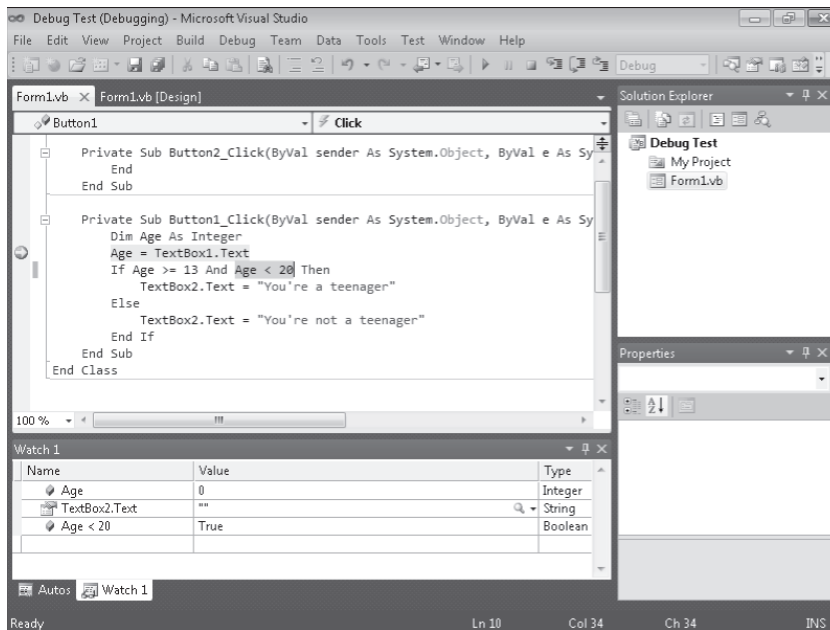 Debug Test (Debugging) - Microsoft Visual Studio
File Edit View Project Build Debug Team Data Tools Test Window Help
Debug
Form1.vb Form1.vb [Design]
Button1 Click
Private Sub Button2_Click(ByVal sender As System.Object, ByVal e As Sy
End
End Sub
Private Sub Button1_Click(ByVal sender As System.Object, ByVal e As Sy
Dim Age As Integer
Age = TextBox1.Text
If Age >= 13 And Age < 20 Then
TextBox2.Text = "You're a teenager"
Else
TextBox2.Text = "You're not a teenager"
End If
End Sub
End Class
100 %
Solution Explorer
Debug Test
My Project
Form1.vb
Properties
Watch 1
Name Value Type
Age 0 Integer
TextBox2.Text "" String
Age < 20 True Boolean
Autos Watch 1
Ready Ln 10 Col 34 Ch 34 INS